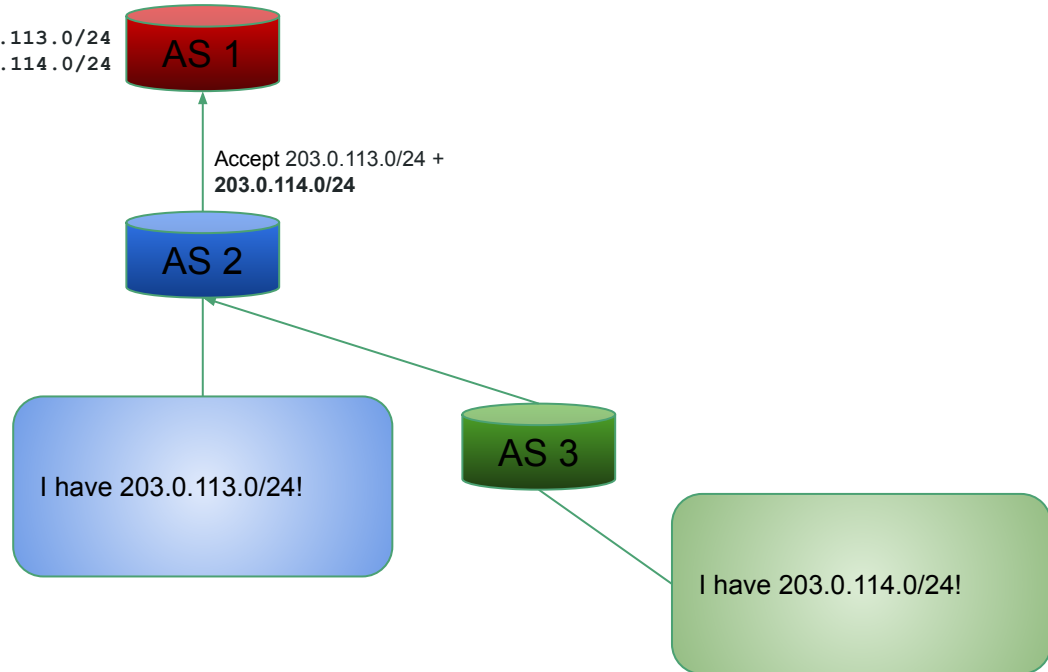 .113.0/24
.114.0/24
AS 1
Accept 203.0.113.0/24 +
203.0.114.0/24
AS 2
I have 203.0.113.0/24!
AS 3
I have 203.0.114.0/24!